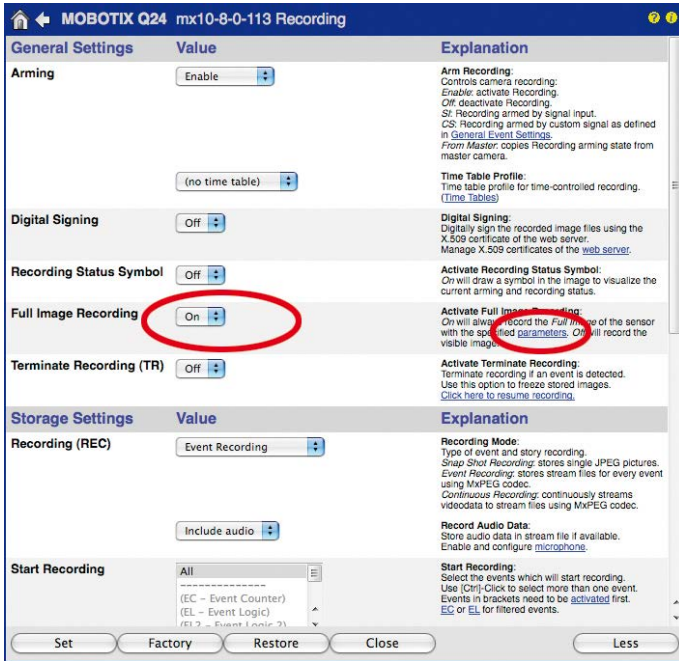 MOBOTIX Q24 mx10-8-0-113 Recording
General Settings Value Explanation
Arming
Enable
Arm Recording:
Controls camera recording:
Enable: activate Recording.
Off: deactivate Recording.
SI: Recording armed by signal input.
CS: Recording armed by custom signal as defined
in General Event Settings.
From Master: copies Recording arming state from
master camera.
(no time table)
Time Table Profile:
Time table profile for time-controlled recording.
(Time Tables)
Digital Signing
Off
Digital Signing:
Digitally sign the recorded image files using the
X.509 certificate of the web server.
Manage X.509 certificates of the web server.
Recording Status Symbol
Off
Activate Recording Status Symbol:
On will draw a symbol in the image to visualize the
current arming and recording status.
Full Image Recording
On
Activate Full Image Recording:
On will always record the Full Image of the sensor
with the specified parameters. Off will record the
visible image.
Terminate Recording (TR)
Off
Activate Terminate Recording:
Terminate recording if an event is detected.
Use this option to freeze stored images.
Click here to resume recording.
Storage Settings Value Explanation
Recording (REC)
Event Recording
Recording Mode:
Type of event and story recording.
Snap Shot Recording: stores single JPEG pictures.
Event Recording: stores stream files for every event
using MxPEG codec.
Continuous Recording: continuously streams
videodata to stream files using MxPEG codec.
Include audio
Record Audio Data:
Store audio data in stream file if available.
Enable and configure microphone.
Start Recording
All
--------------
(EC – Event Counter)
(EL – Event Logic)
(EL2 – Event Logic 2)
Start Recording:
Select the events which will start recording.
Use [Ctrl]-Click to select more than one event.
Events in brackets need to be activated first.
EC or EL for filtered events.
Set Factory Restore Close Less